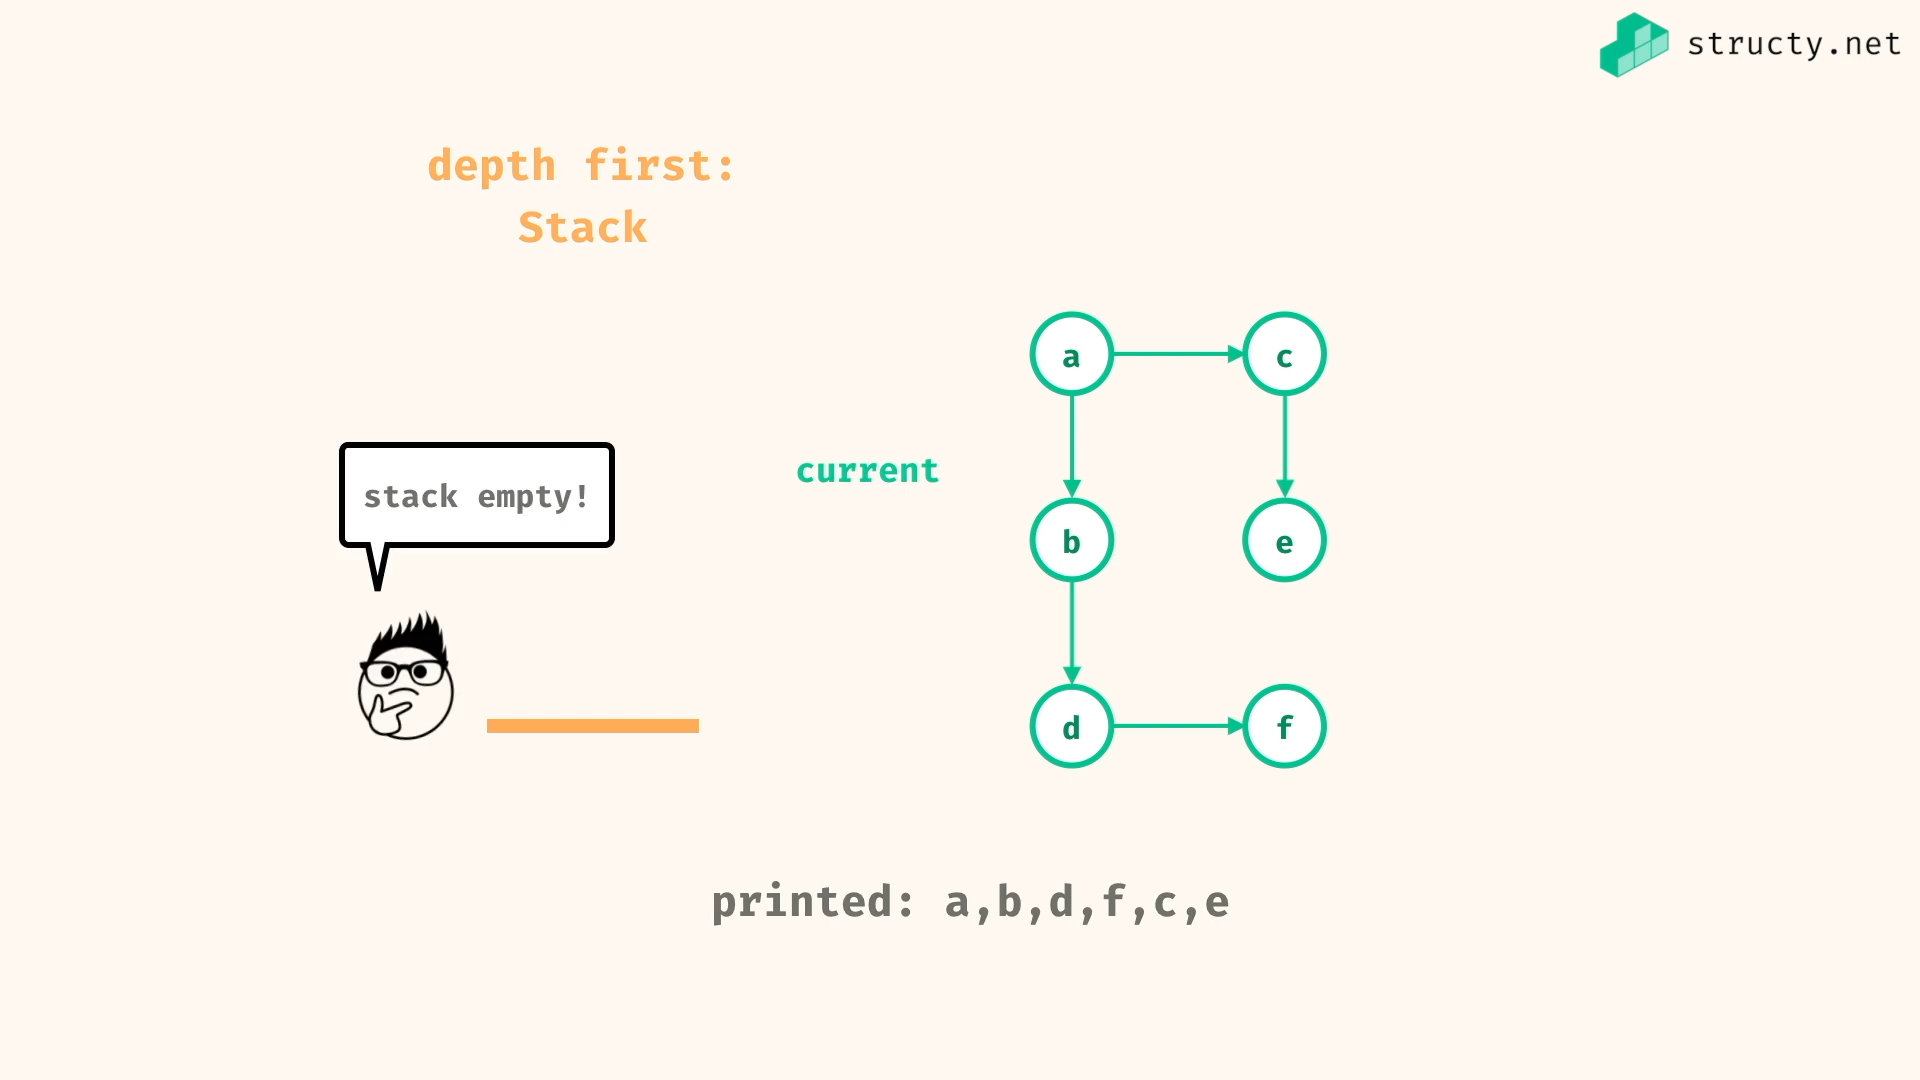 structy.net
depth first:
Stack
a
c
current
stack empty!
b
e
d
f
printed: a,b,d,f,c,e